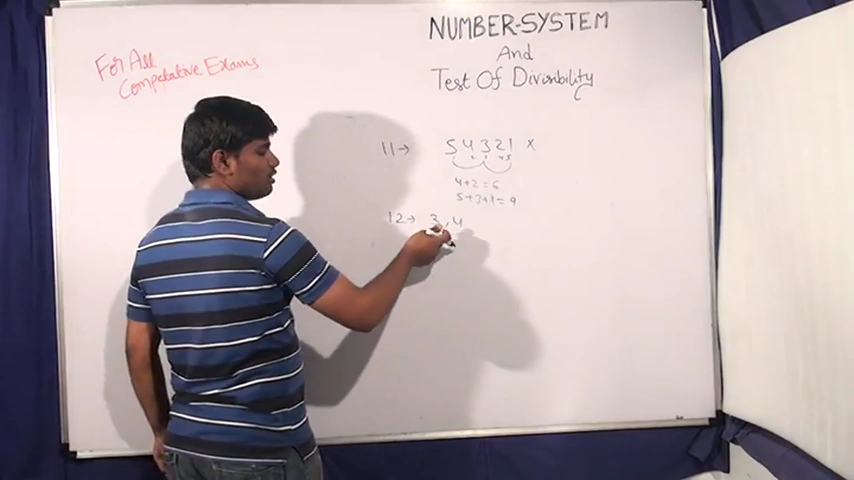 NUMBER-SYSTEM
And
Test Of Divisibility
For All
Competative Exams
11→ 54321 x
4+2=6
5+3+1=9
12→ 3,4